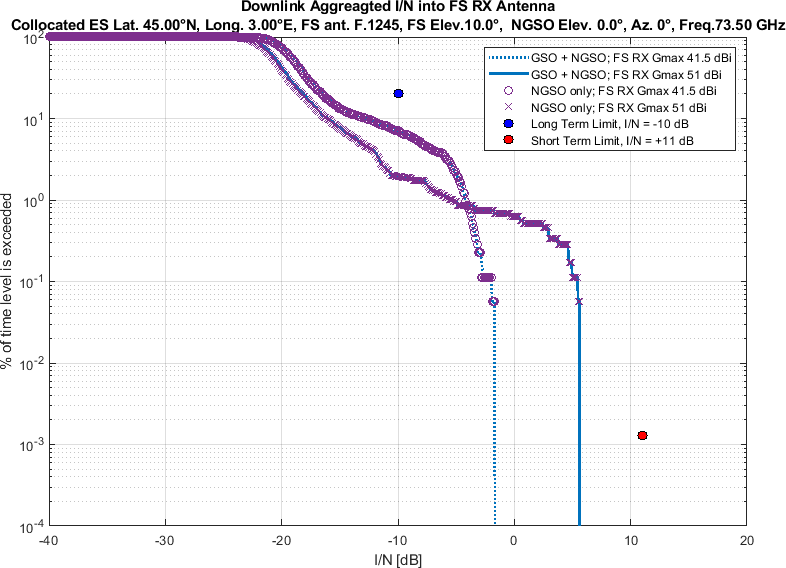 Downlink Aggreagted I/N into FS RX Antenna
Collocated ES Lat. 45.00°N, Long. 3.00°E, FS ant. F.1245, FS Elev.10.0°, NGSO Elev. 0.0°, Az. 0°, Freq.73.50 GHz
GSO + NGSO; FS RX Gmax 41.5 dBi
GSO + NGSO; FS RX Gmax 51 dBi
NGSO only; FS RX Gmax 41.5 dBi
NGSO only; FS RX Gmax 51 dBi
Long Term Limit, I/N = -10 dB
Short Term Limit, I/N = +11 dB
% of time level is exceeded
10^2
10^1
10^0
10^-1
10^-2
10^-3
10^-4
-40 -30 -20 -10 0 10 20
I/N [dB]